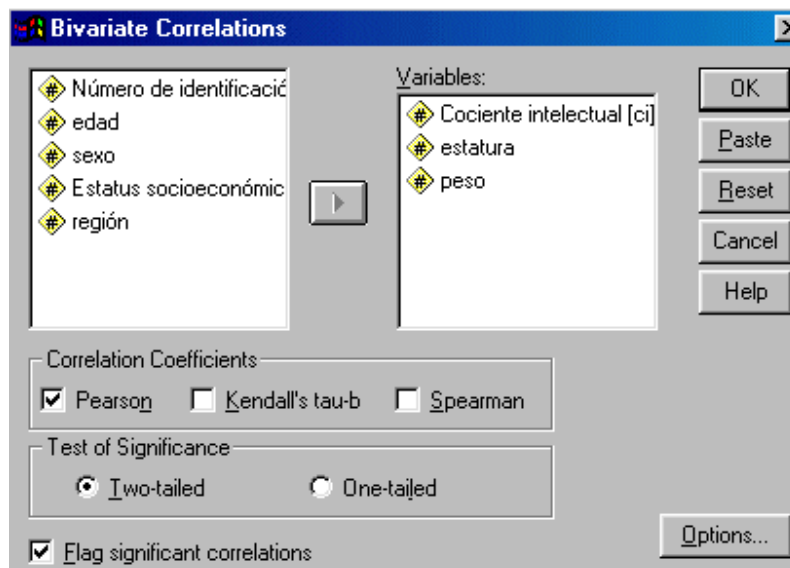 Bivariate Correlations
Número de identificació
edad
sexo
Estatus socioeconómic
región
Variables:
Cociente intelectual [ci]
estatura
peso
OK
Paste
Reset
Cancel
Help
Correlation Coefficients
Pearson
Kendall's tau-b
Spearman
Test of Significance
Two-tailed
One-tailed
Flag significant correlations
Options...